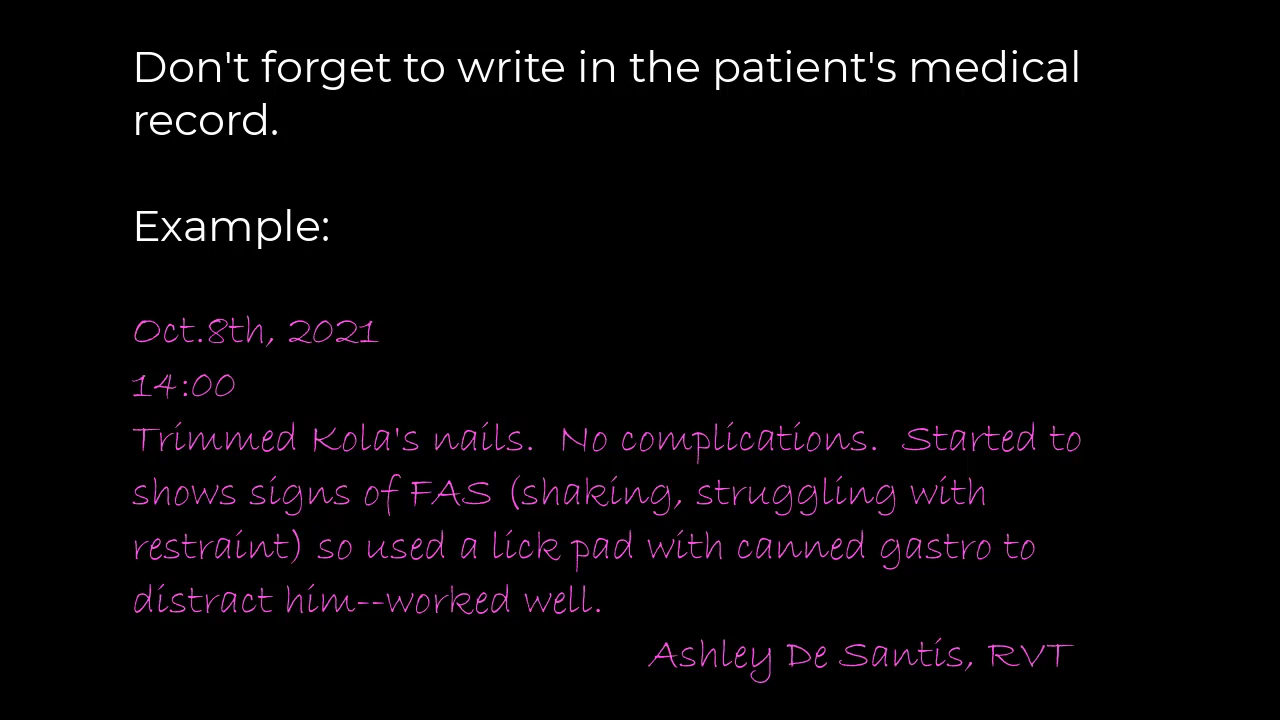 Don't forget to write in the patient's medical
record.
Example:
Oct.8th, 2021
14:00
Trimmed Kola's nails.  No complications.  Started to
shows signs of FAS (shaking, struggling with
restraint) so used a lick pad with canned gastro to
distract him--worked well.
Ashley De Santis, RVT